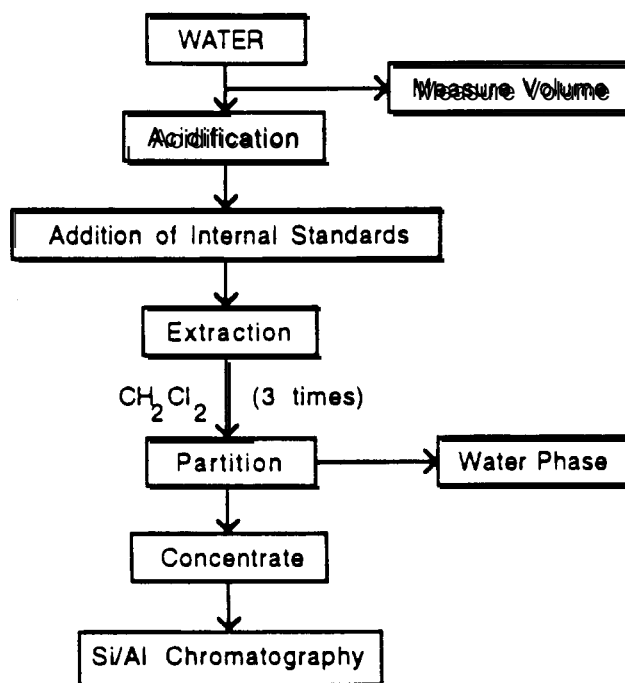 WATER
Measure Volume
Acidification
Addition of Internal Standards
Extraction
CH2Cl2 (3 times)
Partition
Water Phase
Concentrate
Si/Al Chromatography